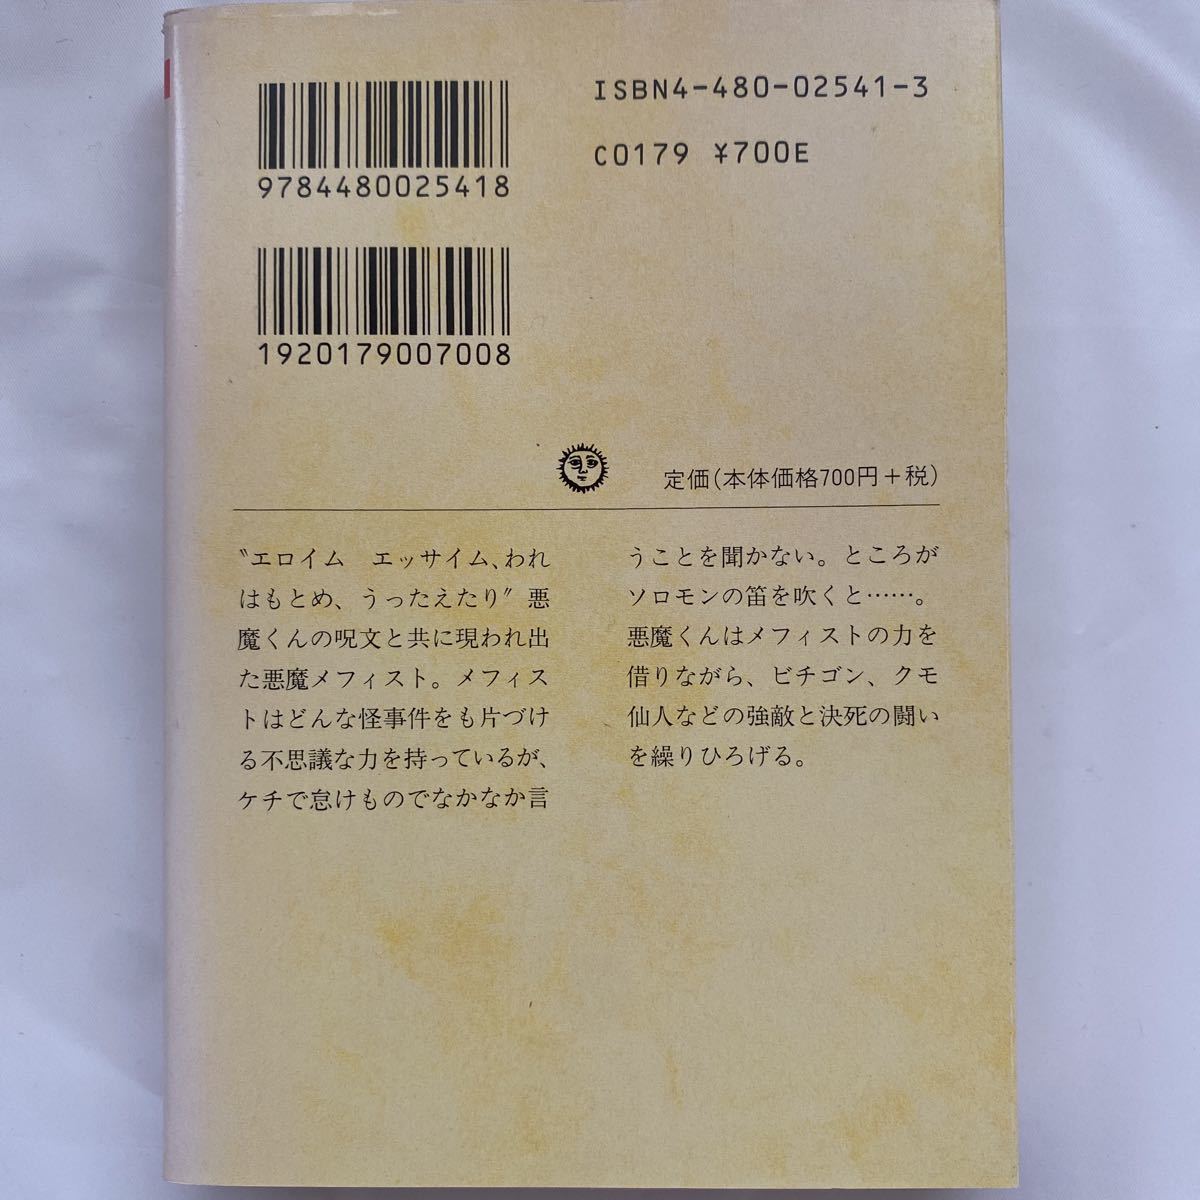 ISBN4-480-02541-3
C0179 ¥700E
9784480025418
1920179007008
定価(本体価格700円+税)
〝エロイム　エッサイム、われ
はもとめ、うったえたり〞悪
魔くんの呪文と共に現われ出
た悪魔メフィスト。メフィス
トはどんな怪事件をも片づけ
る不思議な力を持っているが、
ケチで怠けものでなかなか言
うことを聞かない。ところが
ソロモンの笛を吹くと……。
悪魔くんはメフィストの力を
借りながら、ビチゴン、クモ
仙人などの強敵と決死の闘い
を繰りひろげる。